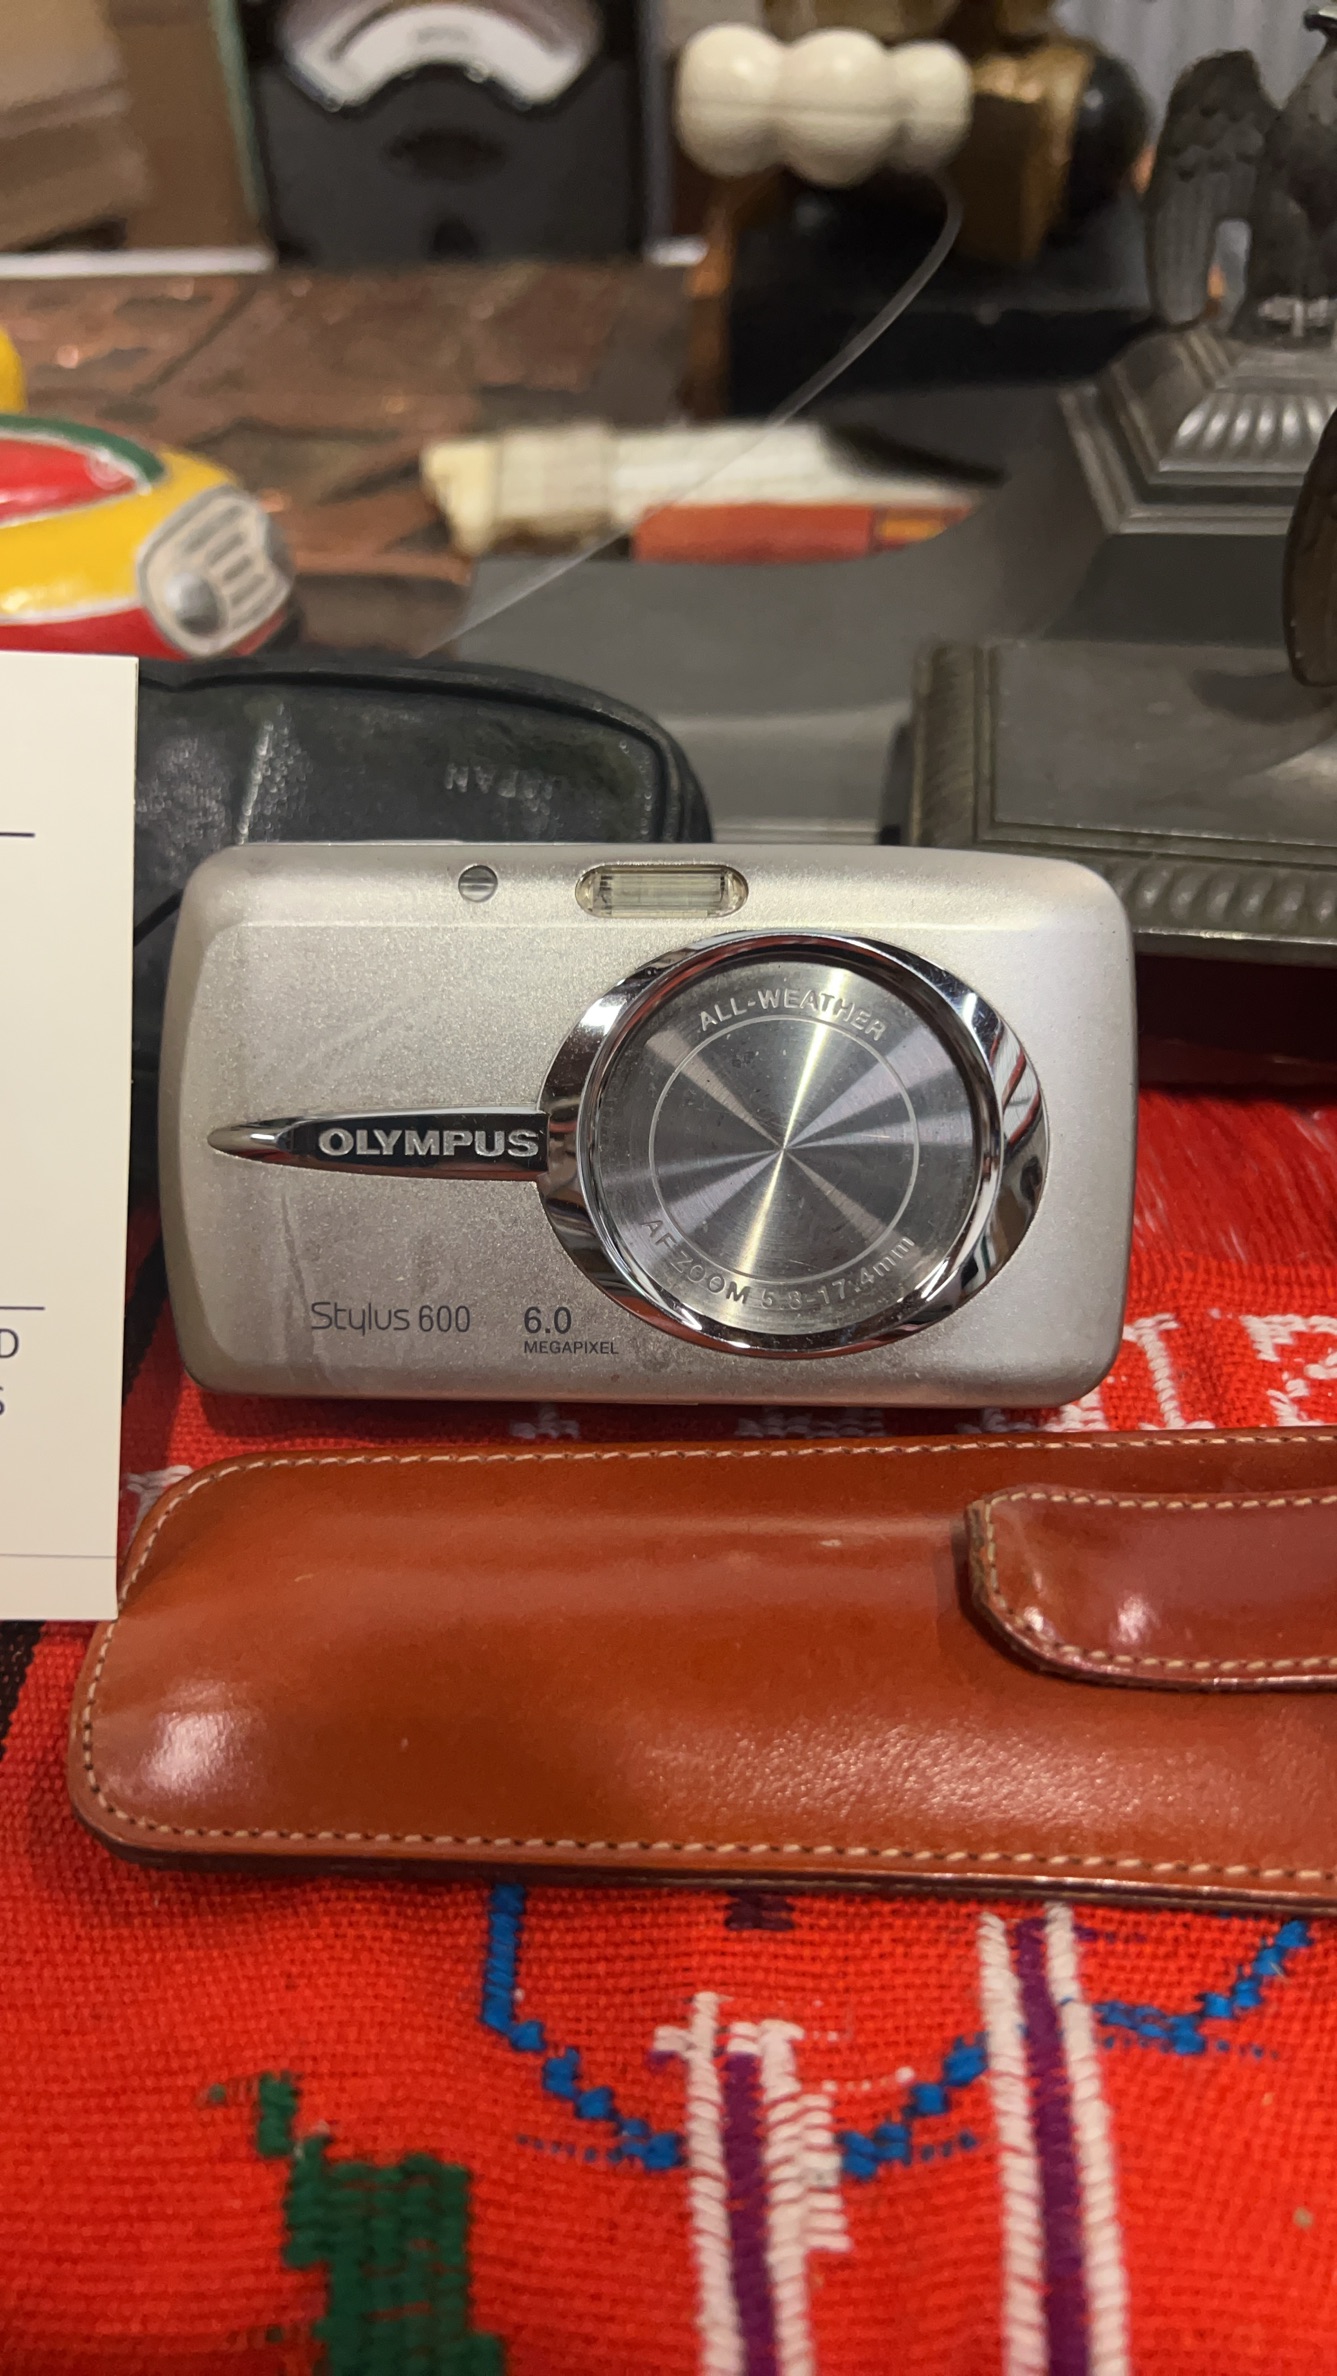 JAPAN
ALL-WEATHER
OLYMPUS
AF ZOOM 5.8-17.4mm
Stylus 600
6.0
MEGAPIXEL
D
S